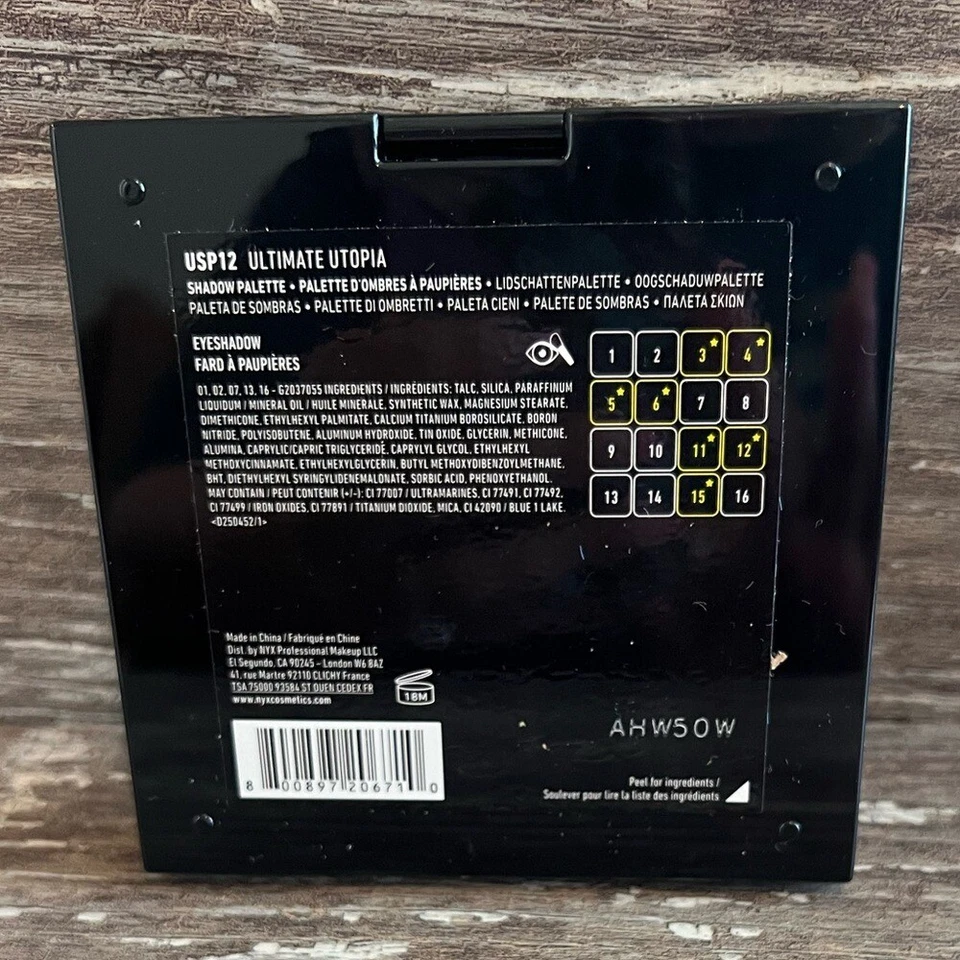 USP12 ULTIMATE UTOPIA
SHADOW PALETTE • PALETTE D'OMBRES À PAUPIÈRES • LIDSCHATTENPALETTE • OOGSCHADUWPALETTE
PALETA DE SOMBRAS • PALETTE DI OMBRETTI • PALETA CIENI • PALETE DE SOMBRAS • ΠΑΛΕΤΑ ΣΚΙΩΝ
EYESHADOW
FARD À PAUPIÈRES
01, 02, 07, 13, 16 - G2037055 INGREDIENTS / INGRÉDIENTS: TALC, SILICA, PARAFFINUM
LIQUIDUM / MINERAL OIL / HUILE MINERALE, SYNTHETIC WAX, MAGNESIUM STEARATE,
DIMETHICONE, ETHYLHEXYL PALMITATE, CALCIUM TITANIUM BOROSILICATE, BORON
NITRIDE, POLYISOBUTENE, ALUMINUM HYDROXIDE, TIN OXIDE, GLYCERIN, METHICONE,
ALUMINA, CAPRYLIC/CAPRIC TRIGLYCERIDE, CAPRYLYL GLYCOL, ETHYLHEXYL
METHOXYCINNAMATE, ETHYLHEXYLGLYCERIN, BUTYL METHOXYDIBENZOYLMETHANE,
BHT, DIETHYLHEXYL SYRINGYLIDENEMALONATE, SORBIC ACID, PHENOXYETHANOL.
MAY CONTAIN / PEUT CONTENIR (+/-): CI 77007 / ULTRAMARINES, CI 77491, CI 77492,
CI 77499 / IRON OXIDES, CI 77891 / TITANIUM DIOXIDE, MICA, CI 42090 / BLUE 1 LAKE.
<D250452/1>
1 2 3 4
5 6 7 8
9 10 11 12
13 14 15 16
Made in China / Fabriqué en Chine
Dist. by NYX Professional Makeup LLC
El Segundo, CA 90245 - London W6 8AZ
41, rue Martre 92110 CLICHY France
TSA 75000 93584 ST OUEN CEDEX FR
www.nyxcosmetics.com
18M
8 00897 20671 0
AHW50W
Peel for ingredients /
Soulever pour lire la liste des ingrédients